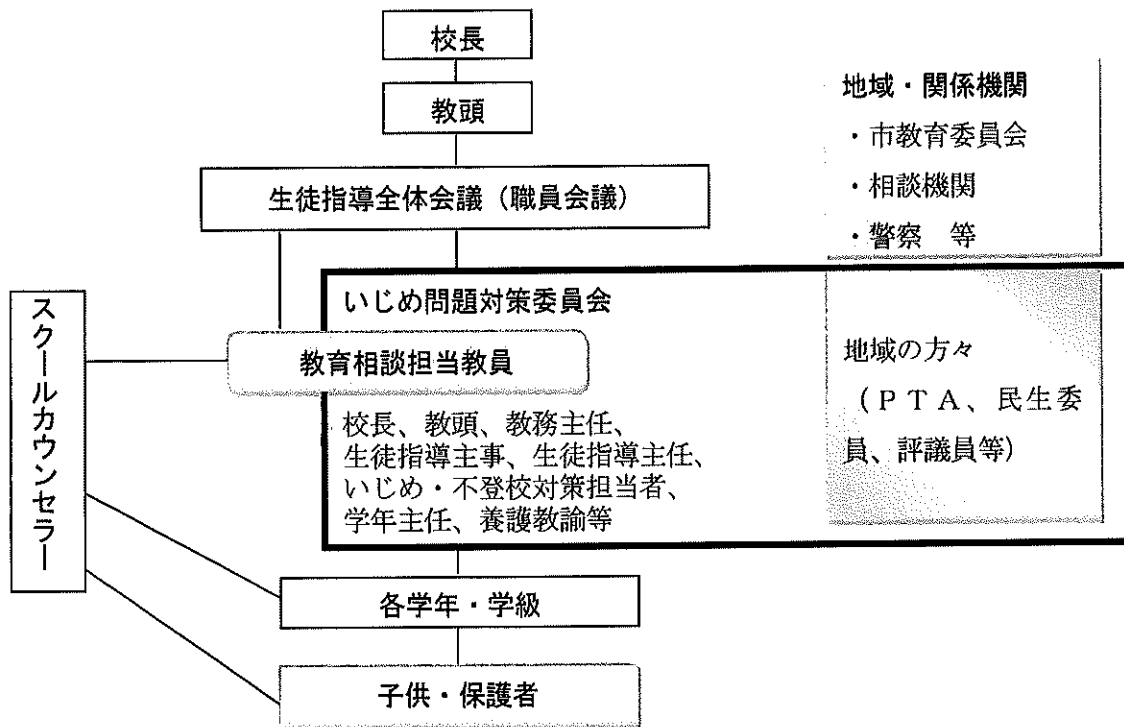 校長
教頭
生徒指導全体会議（職員会議）
地域・関係機関
・市教育委員会
・相談機関
・警察　等
スクールカウンセラー
いじめ問題対策委員会
教育相談担当教員
校長、教頭、教務主任、
生徒指導主事、生徒指導主任、
いじめ・不登校対策担当者、
学年主任、養護教諭等
地域の方々
（ＰＴＡ、民生委
員、評議員等）
各学年・学級
子供・保護者